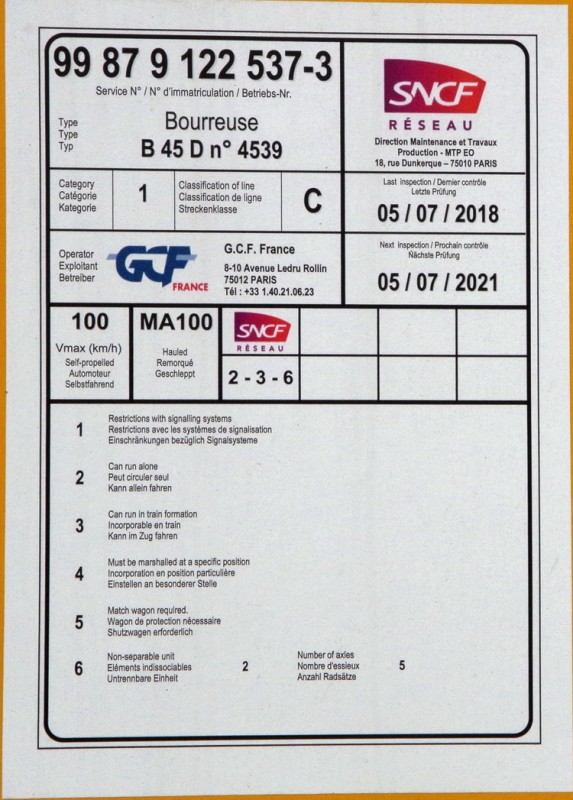 99 87 9 122 537-3
Service N° / N° d'immatriculation / Betriebs-Nr.
Type
Type
Typ
Bourreuse
B 45 D n° 4539
SNCF
RÉSEAU
Direction Maintenance et Travaux
Production - MTP EO
18, rue Dunkerque – 75010 PARIS
Category
Catégorie
Kategorie
1
Classification of line
Classification de ligne
Streckenklasse
C
Last inspection / Dernier contrôle
Letzte Prüfung
05 / 07 / 2018
Operator
Exploitant
Betreiber
GCF
FRANCE
G.C.F. France
8-10 Avenue Ledru Rollin
75012 PARIS
Tél : +33 1.40.21.06.23
Next inspection / Prochain contrôle
Nächste Prüfung
05 / 07 / 2021
100
Vmax (km/h)
Self-propelled
Automoteur
Selbstfahrend
MA100
Hauled
Remorqué
Geschleppt
SNCF
RÉSEAU
2 - 3 - 6
1
Restrictions with signalling systems
Restrictions avec les systèmes de signalisation
Einschränkungen bezüglich Signalsysteme
2
Can run alone
Peut circuler seul
Kann allein fahren
3
Can run in train formation
Incorporable en train
Kann im Zug fahren
4
Must be marshalled at a specific position
Incorporation en position particulière
Einstellen an besonderer Stelle
5
Match wagon required.
Wagon de protection nécessaire
Shutzwagen erforderlich
6
Non-separable unit
Eléments indissociables
Untrennbare Einheit
2
Number of axles
Nombre d'essieux
Anzahl Radsätze
5